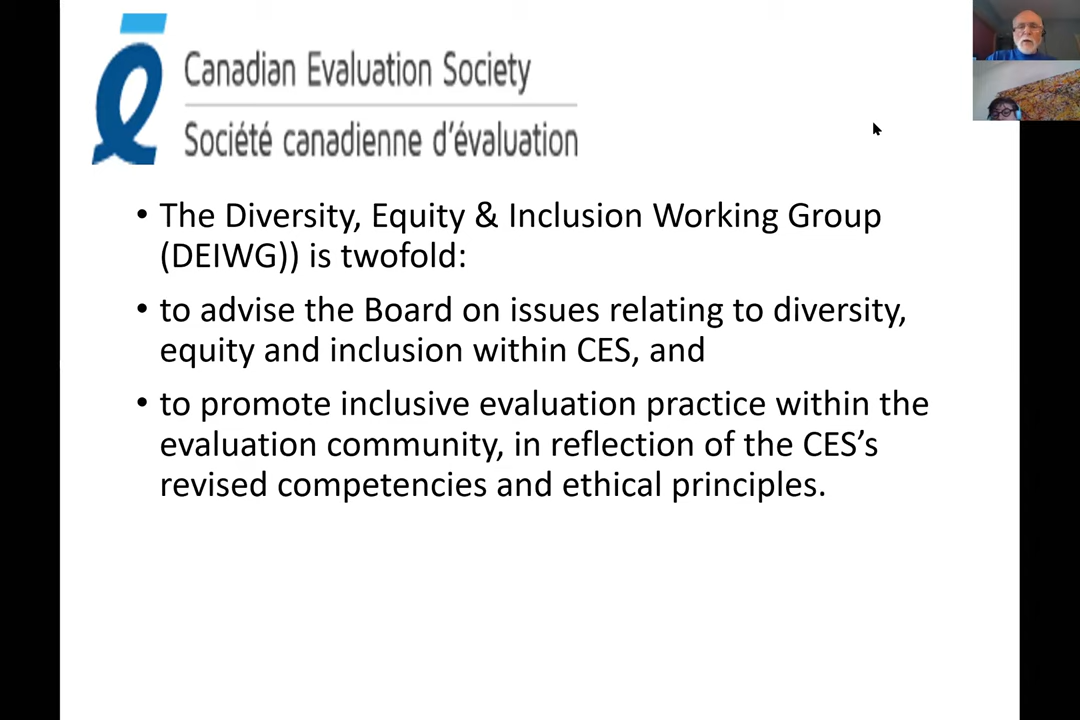 Canadian Evaluation Society
Société canadienne d'évaluation
• The Diversity, Equity & Inclusion Working Group
(DEIWG)) is twofold:
• to advise the Board on issues relating to diversity,
equity and inclusion within CES, and
• to promote inclusive evaluation practice within the
evaluation community, in reflection of the CES’s
revised competencies and ethical principles.